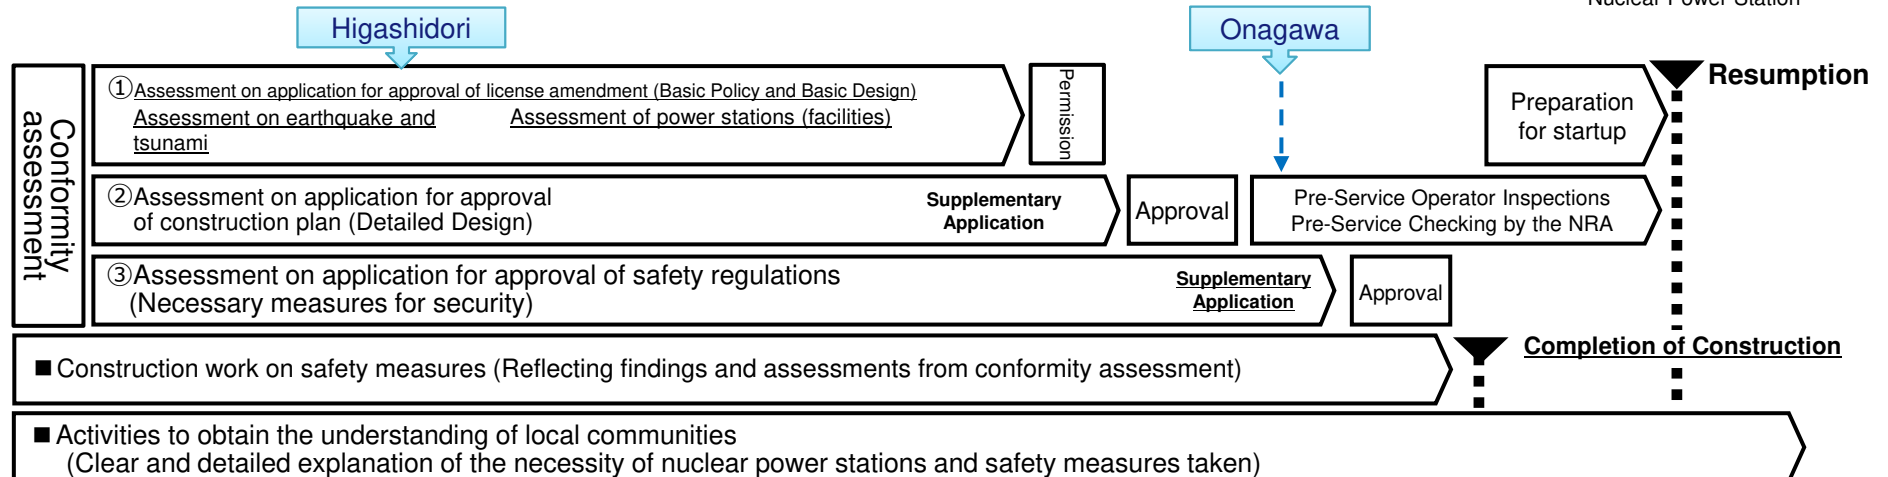 Nuclear Power Station
Higashidori
Onagawa
Conformity
assessment
①Assessment on application for approval of license amendment (Basic Policy and Basic Design)
Assessment on earthquake and
tsunami
Assessment of power stations (facilities)
Permission
Preparation
for startup
Resumption
②Assessment on application for approval
of construction plan (Detailed Design)
Supplementary
Application
Approval
Pre-Service Operator Inspections
Pre-Service Checking by the NRA
③Assessment on application for approval of safety regulations
(Necessary measures for security)
Supplementary
Application
Approval
■ Construction work on safety measures (Reflecting findings and assessments from conformity assessment)
Completion of Construction
■ Activities to obtain the understanding of local communities
(Clear and detailed explanation of the necessity of nuclear power stations and safety measures taken)